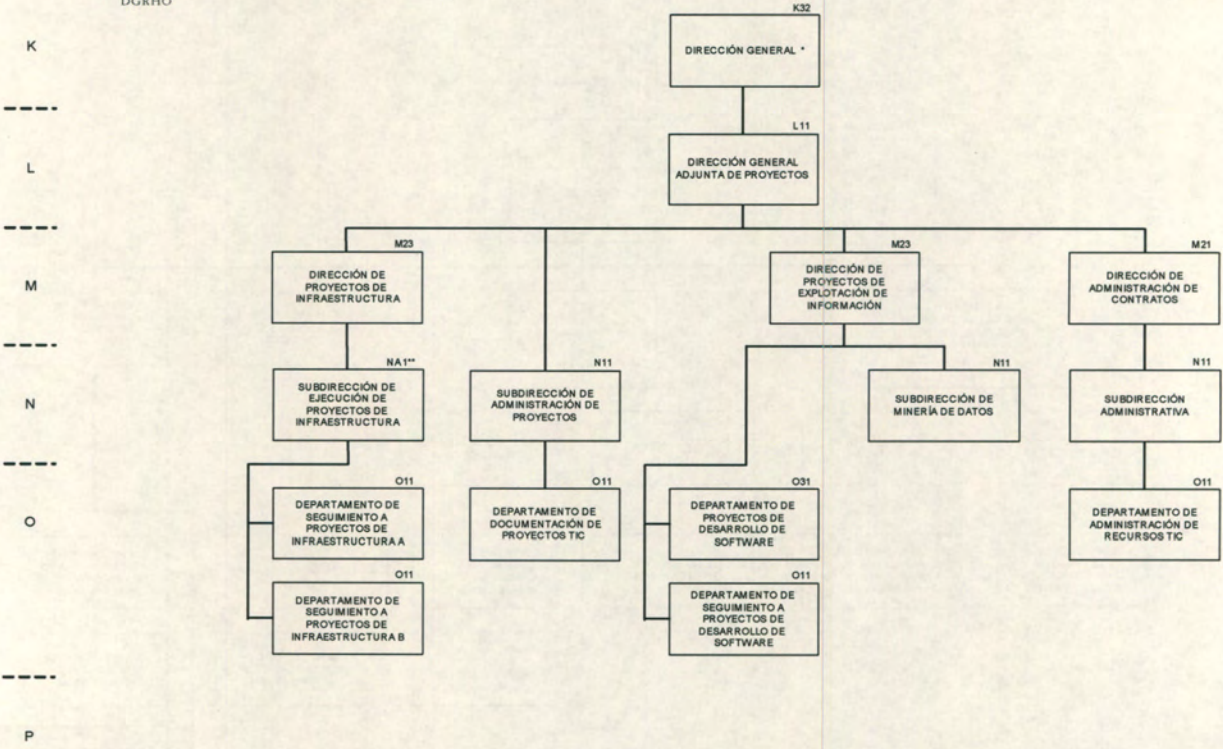 DGRHO
K
K32
DIRECCIÓN GENERAL *
L
L11
DIRECCIÓN GENERAL
ADJUNTA DE PROYECTOS
M
M23
DIRECCIÓN DE
PROYECTOS DE
INFRAESTRUCTURA
M23
DIRECCIÓN DE
PROYECTOS DE
EXPLOTACIÓN DE
INFORMACIÓN
M21
DIRECCIÓN DE
ADMINISTRACIÓN DE
CONTRATOS
N
NA1**
SUBDIRECCIÓN DE
EJECUCIÓN DE
PROYECTOS DE
INFRAESTRUCTURA
N11
SUBDIRECCIÓN DE
ADMINISTRACIÓN DE
PROYECTOS
N11
SUBDIRECCIÓN DE
MINERÍA DE DATOS
N11
SUBDIRECCIÓN
ADMINISTRATIVA
O
O11
DEPARTAMENTO DE
SEGUIMIENTO A
PROYECTOS DE
INFRAESTRUCTURA A
O11
DEPARTAMENTO DE
DOCUMENTACIÓN DE
PROYECTOS TIC
O31
DEPARTAMENTO DE
PROYECTOS DE
DESARROLLO DE
SOFTWARE
O11
DEPARTAMENTO DE
ADMINISTRACIÓN DE
RECURSOS TIC
O11
DEPARTAMENTO DE
SEGUIMIENTO A
PROYECTOS DE
INFRAESTRUCTURA B
O11
DEPARTAMENTO DE
SEGUIMIENTO A
PROYECTOS DE
DESARROLLO DE
SOFTWARE
P